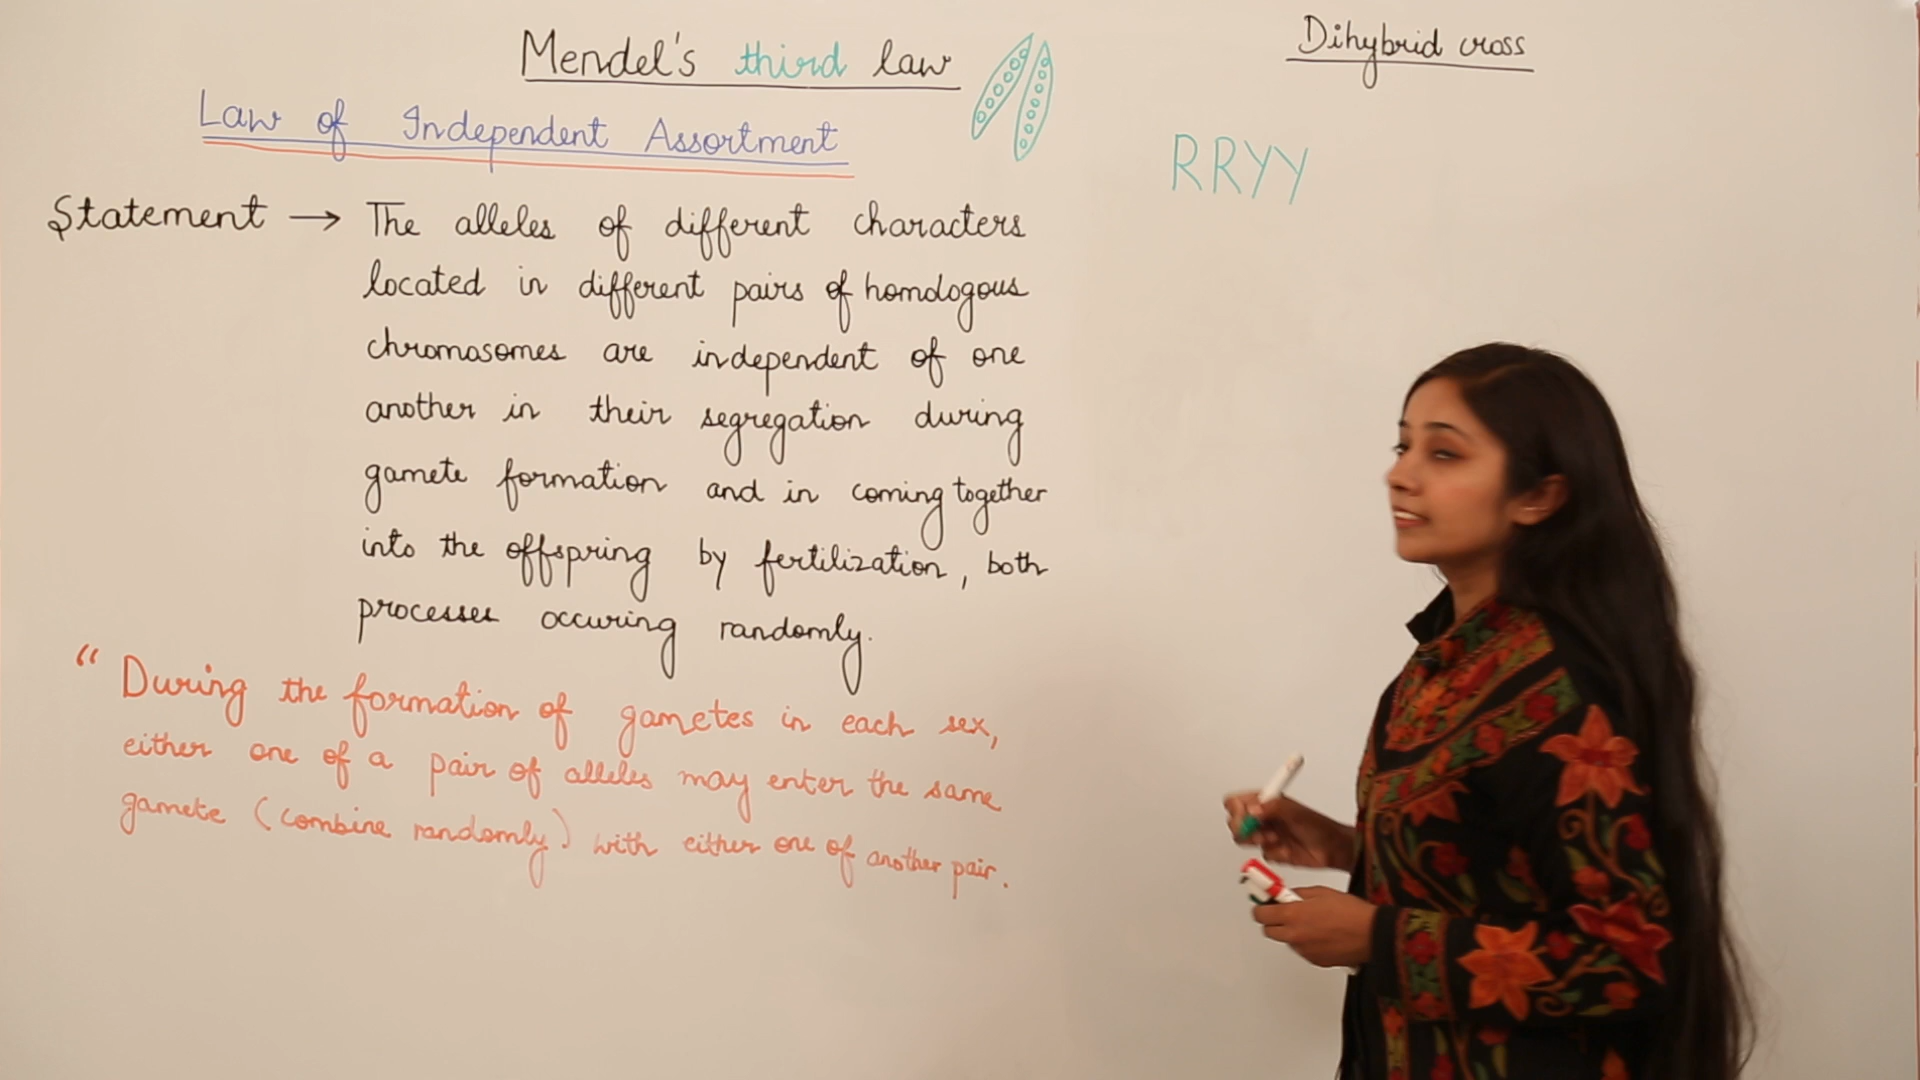 Mendel's third law
Law of Independent Assortment
Statement → The alleles of different characters
located in different pairs of homologous
chromosomes are independent of one
another in their segregation during
gamete formation and in coming together
into the offspring by fertilization, both
processes occuring randomly.
“ During the formation of gametes in each sex,
either one of a pair of alleles may enter the same
gamete (combine randomly) with either one of another pair.
Dihybrid cross
RRYY